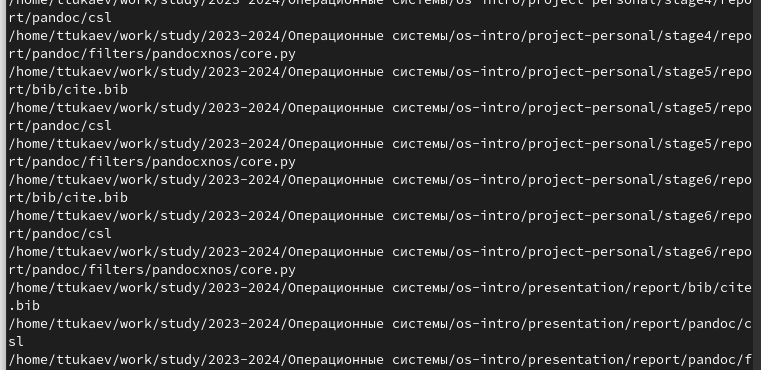 /home/ttukaev/work/study/2023-2024/Операционные системы/os-intro/project-personal/stage4/repo
rt/pandoc/csl
/home/ttukaev/work/study/2023-2024/Операционные системы/os-intro/project-personal/stage4/repo
rt/pandoc/filters/pandocxnos/core.py
/home/ttukaev/work/study/2023-2024/Операционные системы/os-intro/project-personal/stage5/repo
rt/bib/cite.bib
/home/ttukaev/work/study/2023-2024/Операционные системы/os-intro/project-personal/stage5/repo
rt/pandoc/csl
/home/ttukaev/work/study/2023-2024/Операционные системы/os-intro/project-personal/stage5/repo
rt/pandoc/filters/pandocxnos/core.py
/home/ttukaev/work/study/2023-2024/Операционные системы/os-intro/project-personal/stage6/repo
rt/bib/cite.bib
/home/ttukaev/work/study/2023-2024/Операционные системы/os-intro/project-personal/stage6/repo
rt/pandoc/csl
/home/ttukaev/work/study/2023-2024/Операционные системы/os-intro/project-personal/stage6/repo
rt/pandoc/filters/pandocxnos/core.py
/home/ttukaev/work/study/2023-2024/Операционные системы/os-intro/presentation/report/bib/cite
.bib
/home/ttukaev/work/study/2023-2024/Операционные системы/os-intro/presentation/report/pandoc/c
sl
/home/ttukaev/work/study/2023-2024/Операционные системы/os-intro/presentation/report/pandoc/f